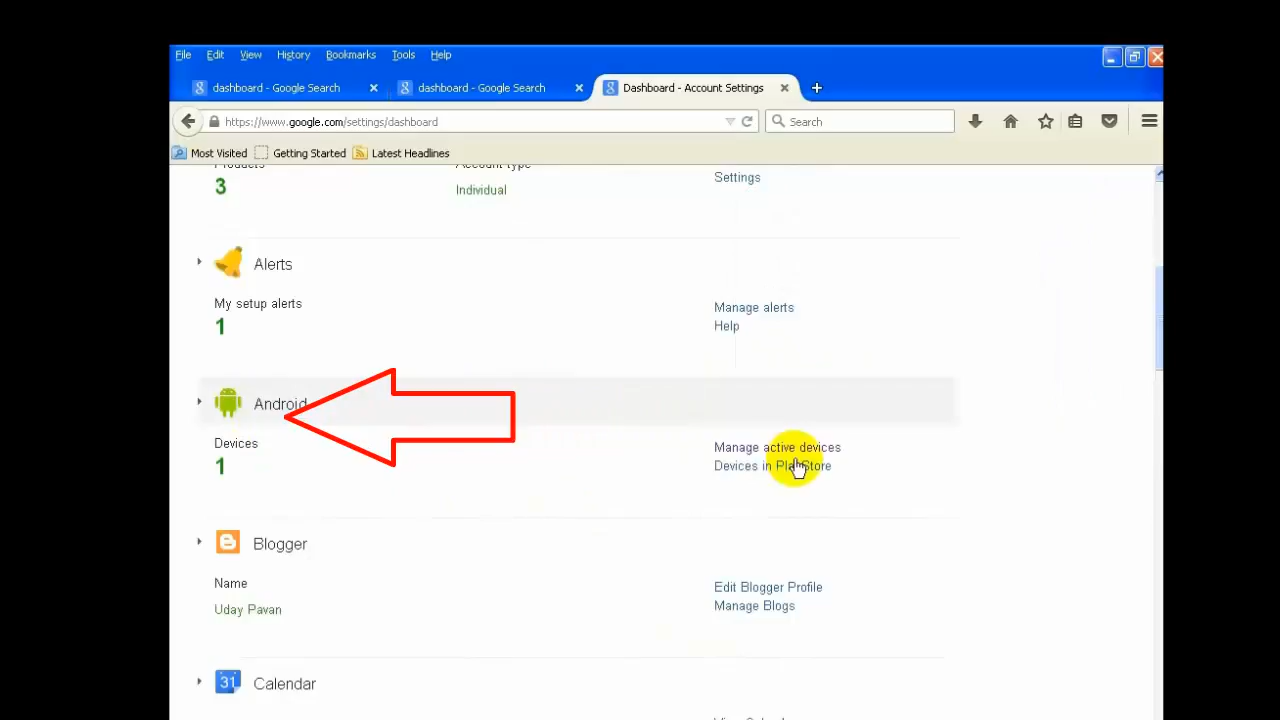 File Edit View History Bookmarks Tools Help
dashboard - Google Search dashboard - Google Search Dashboard - Account Settings
https://www.google.com/settings/dashboard Search
Most Visited Getting Started Latest Headlines
Products Account type
3 Individual Settings
Alerts
My setup alerts Manage alerts
1 Help
Android
Devices Manage active devices
1 Devices in Play Store
Blogger
Name Edit Blogger Profile
Uday Pavan Manage Blogs
31 Calendar